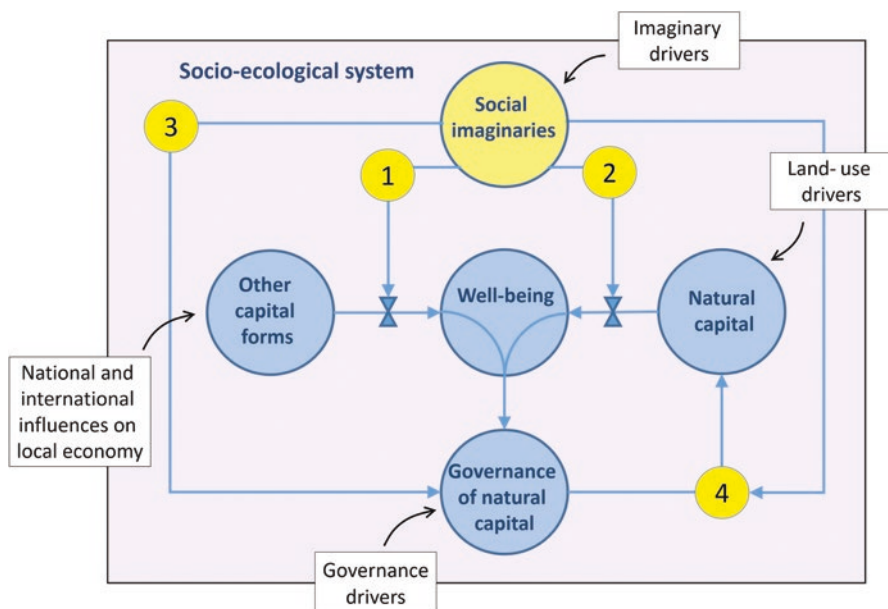 Imaginary
drivers
Socio-ecological system
Social
imaginaries
3
1
2
Land- use
drivers
Other
capital
forms
Well-being
Natural
capital
National and
international
influences on
local economy
Governance
of natural
capital
4
Governance
drivers